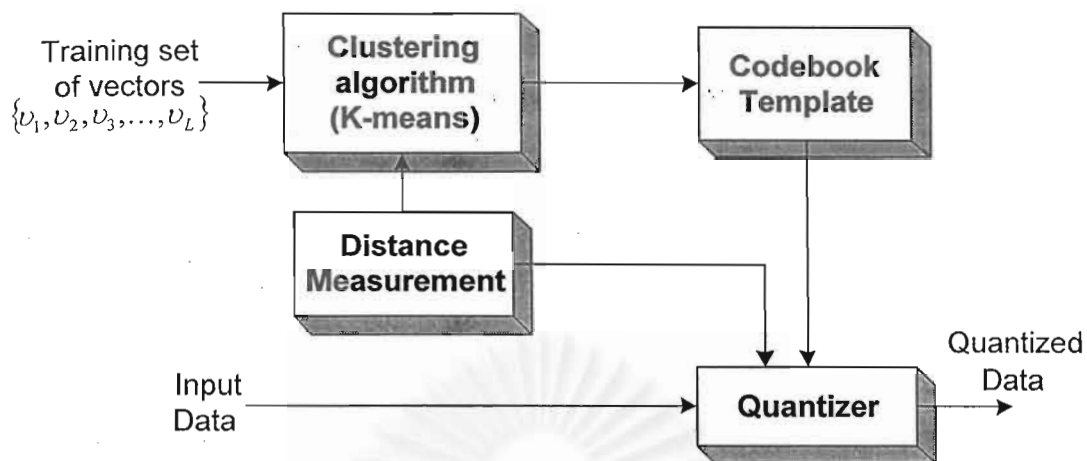 Training set
of vectors
{υ₁,υ₂,υ₃,...,υ_L}
Clustering
algorithm
(K-means)
Codebook
Template
Distance
Measurement
Input
Data
Quantizer
Quantized
Data